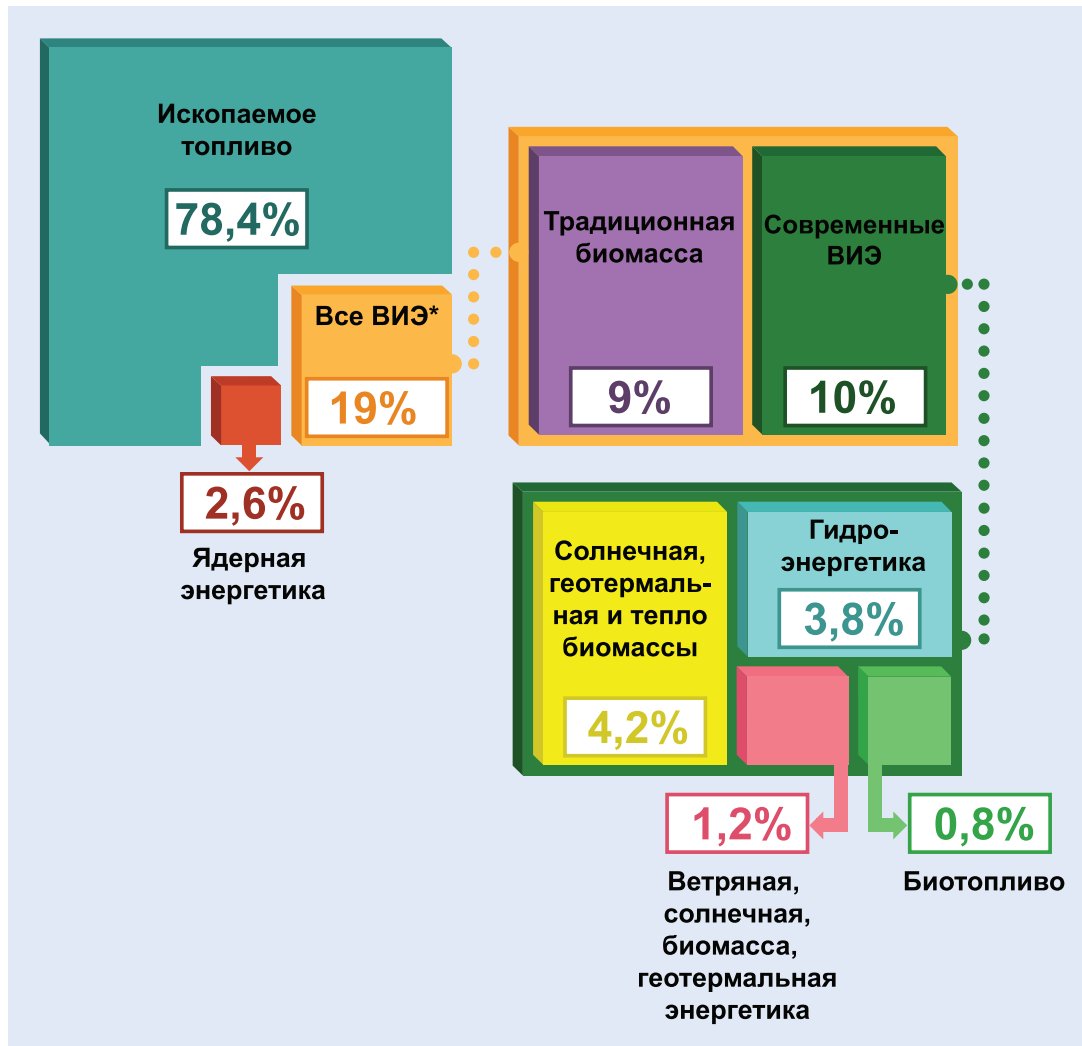 Ископаемое
топливо
78,4%
Все ВИЭ*
19%
2,6%
Ядерная
энергетика
Традиционная
биомасса
9%
Современные
ВИЭ
10%
Солнечная,
геотермаль-
ная и тепло
биомассы
4,2%
Гидро-
энергетика
3,8%
1,2%
Ветряная,
солнечная,
биомасса,
геотермальная
энергетика
0,8%
Биотопливо